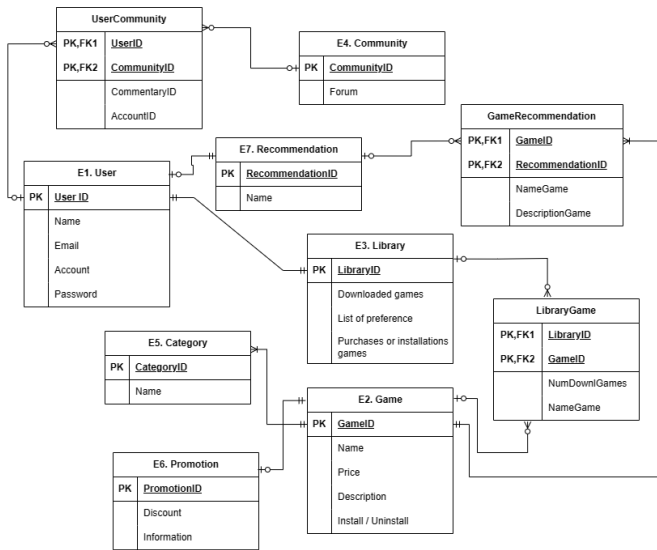 UserCommunity
PK,FK1 UserID
PK,FK2 CommunityID
CommentaryID
AccountID
E4. Community
PK CommunityID
Forum
GameRecommendation
PK,FK1 GameID
PK,FK2 RecommendationID
NameGame
DescriptionGame
E7. Recommendation
PK RecommendationID
Name
E1. User
PK User ID
Name
Email
Account
Password
E3. Library
PK LibraryID
Downloaded games
List of preference
Purchases or installations
games
LibraryGame
PK,FK1 LibraryID
PK,FK2 GameID
NumDownlGames
NameGame
E5. Category
PK CategoryID
Name
E2. Game
PK GameID
Name
Price
Description
Install / Uninstall
E6. Promotion
PK PromotionID
Discount
Information